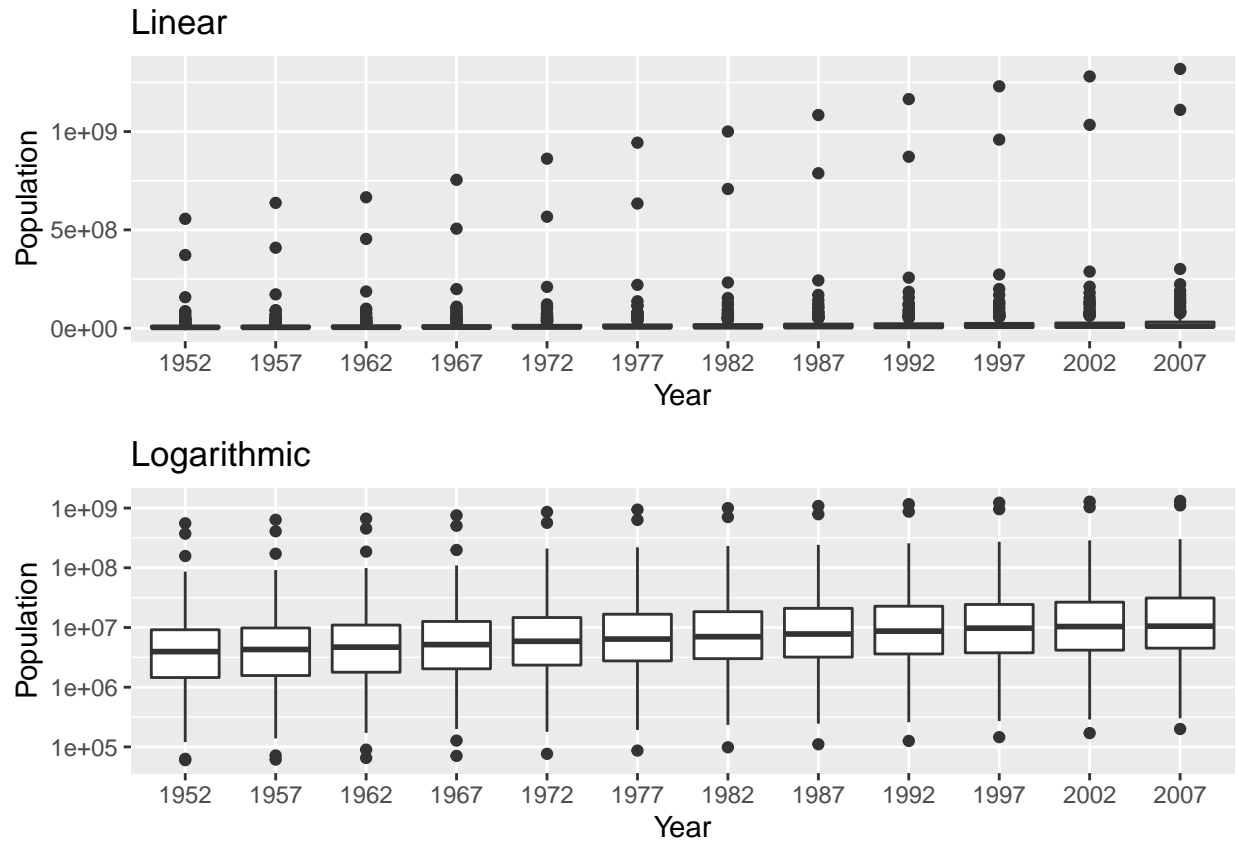 Linear
Population
1e+09
5e+08
0e+00
1952 1957 1962 1967 1972 1977 1982 1987 1992 1997 2002 2007
Year
Logarithmic
Population
1e+09
1e+08
1e+07
1e+06
1e+05
1952 1957 1962 1967 1972 1977 1982 1987 1992 1997 2002 2007
Year